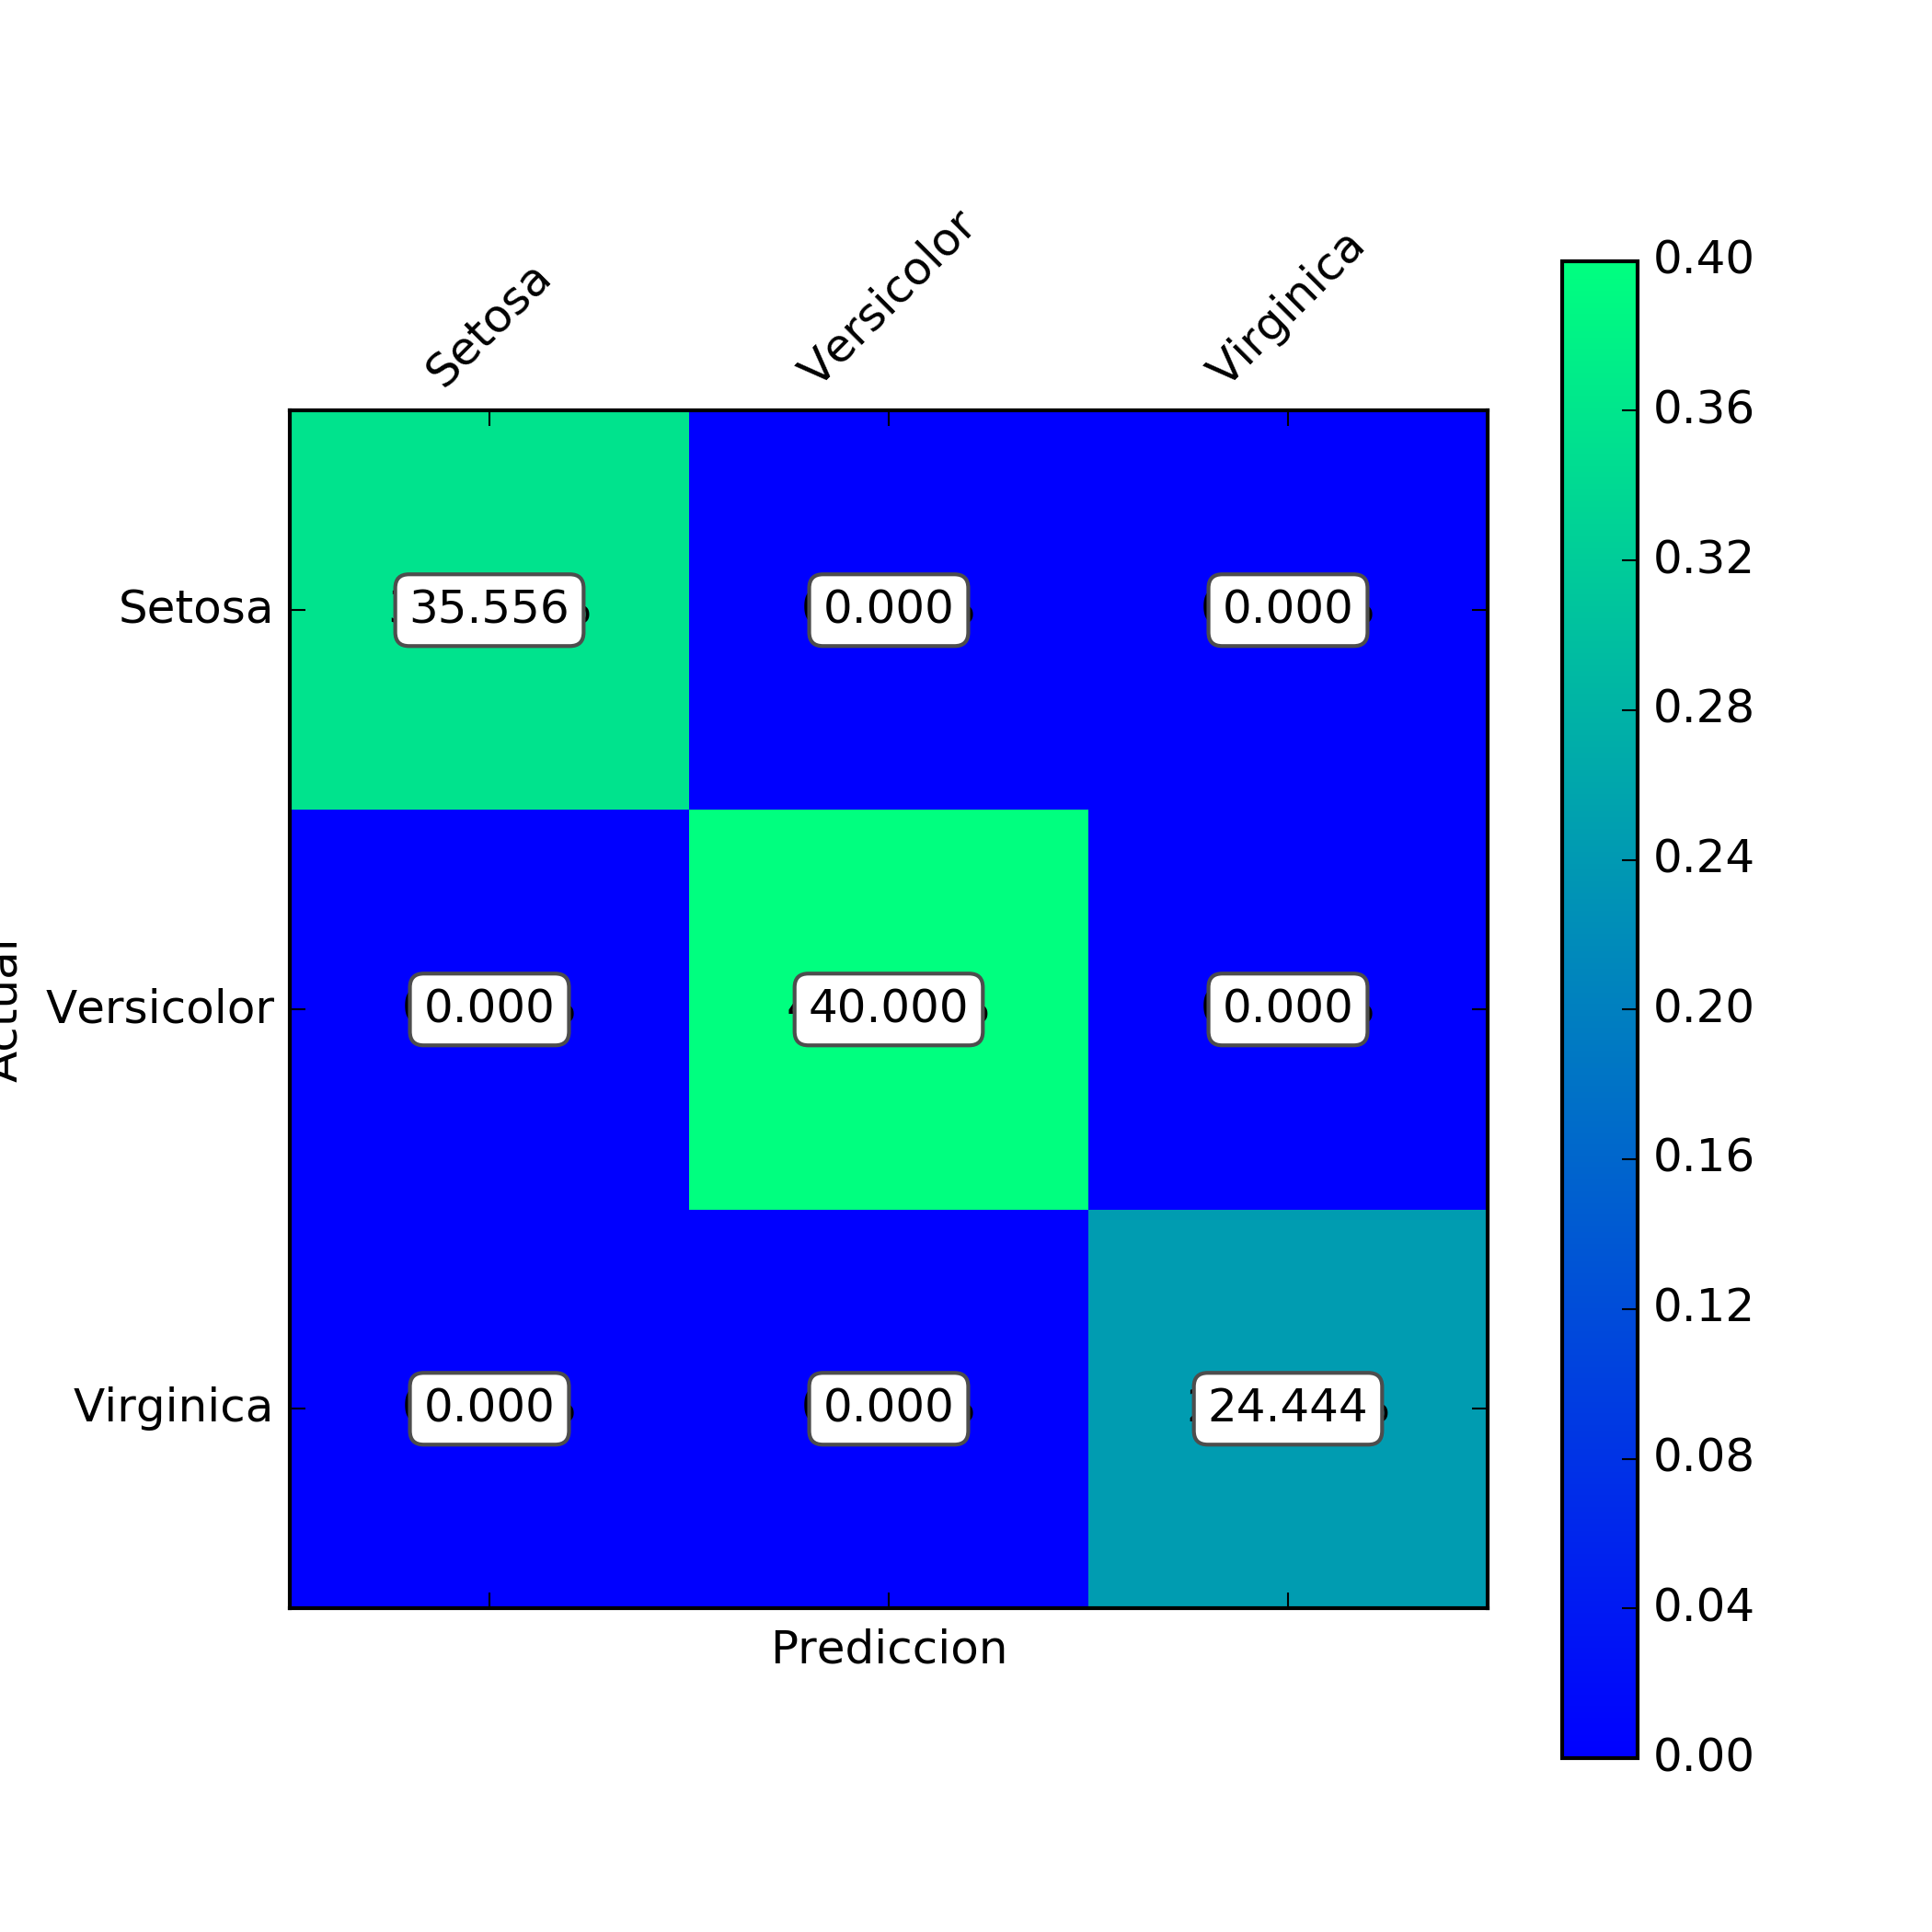 Setosa Versicolor Virginica
Setosa 35.556 0.000 0.000
Versicolor 0.000 40.000 0.000
Virginica 0.000 0.000 24.444
Actual
Prediccion
0.40
0.36
0.32
0.28
0.24
0.20
0.16
0.12
0.08
0.04
0.00